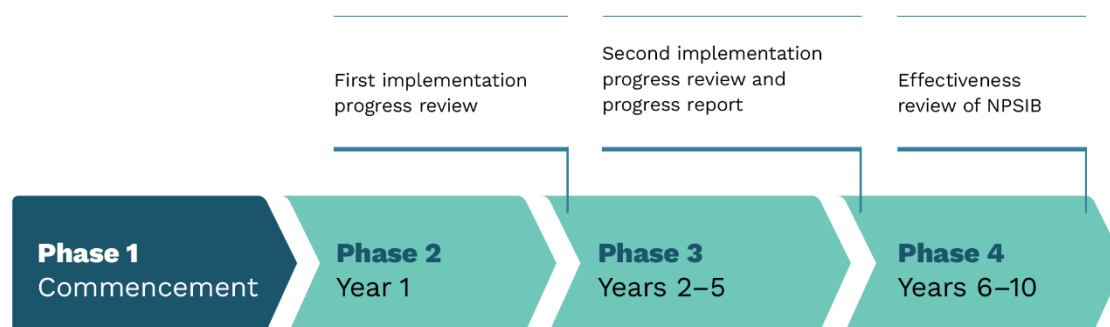 First implementation
progress review
Second implementation
progress review and
progress report
Effectiveness
review of NPSIB
Phase 1
Commencement
Phase 2
Year 1
Phase 3
Years 2–5
Phase 4
Years 6–10